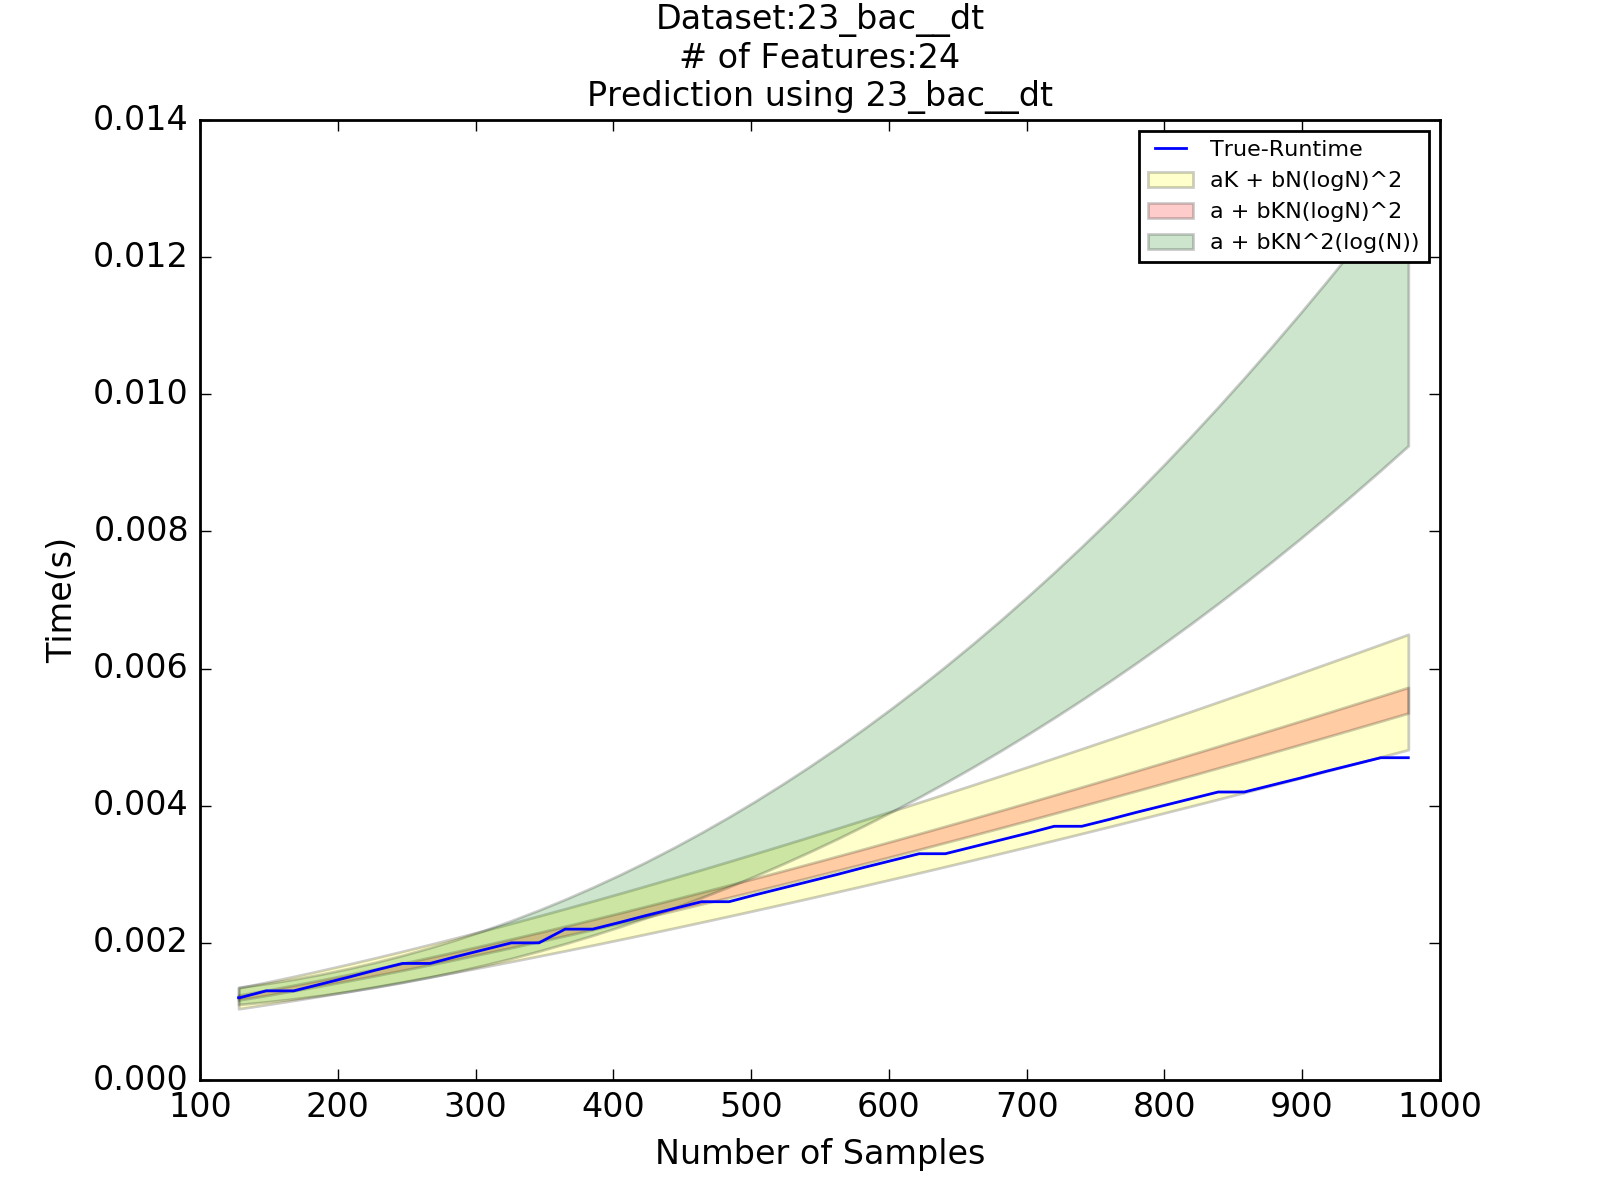 Dataset:23_bac__dt
# of Features:24
Prediction using 23_bac__dt
0.014
0.012
0.010
0.008
0.006
0.004
0.002
0.000
Time(s)
True-Runtime
aK + bN(logN)^2
a + bKN(logN)^2
a + bKN^2(log(N))
100 200 300 400 500 600 700 800 900 1000
Number of Samples